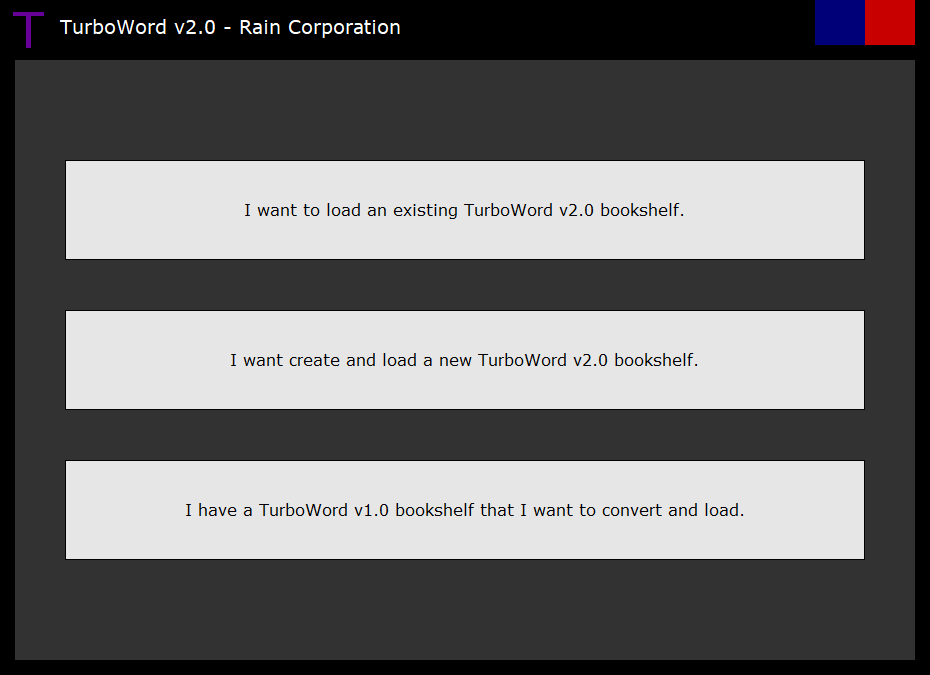 T TurboWord v2.0 - Rain Corporation
I want to load an existing TurboWord v2.0 bookshelf.
I want create and load a new TurboWord v2.0 bookshelf.
I have a TurboWord v1.0 bookshelf that I want to convert and load.